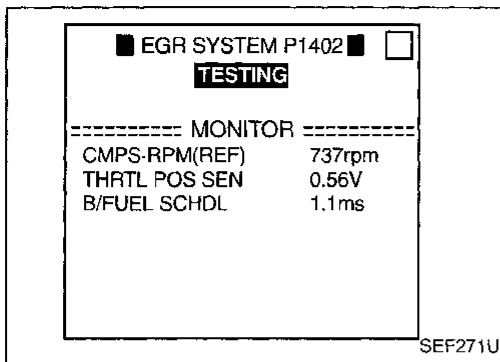 ■ EGR SYSTEM P1402 ■ □
TESTING
========= MONITOR =========
CMPS-RPM(REF) 737rpm
THRTL POS SEN 0.56V
B/FUEL SCHDL 1.1ms
SEF271U